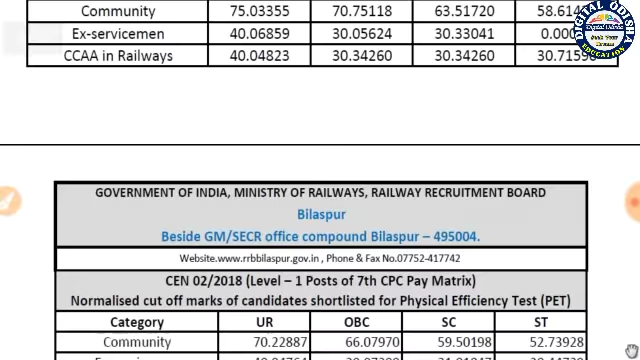 Community 75.03355 70.75118 63.51720
Ex-servicemen 40.06859 30.05624 30.33041
CCAA in Railways 40.04823 30.34260 30.34260
DIGITAL ODISHA
EDUCATION
GOVERNMENT OF INDIA, MINISTRY OF RAILWAYS, RAILWAY RECRUITMENT BOARD
Bilaspur
Beside GM/SECR office compound Bilaspur – 495004.
Website.www.rrbbilaspur.gov.in , Phone & Fax No.07752-417742
CEN 02/2018 (Level – 1 Posts of 7th CPC Pay Matrix)
Normalised cut off marks of candidates shortlisted for Physical Efficiency Test (PET)
Category UR OBC SC ST
Community 70.22887 66.07970 59.50198 52.73928